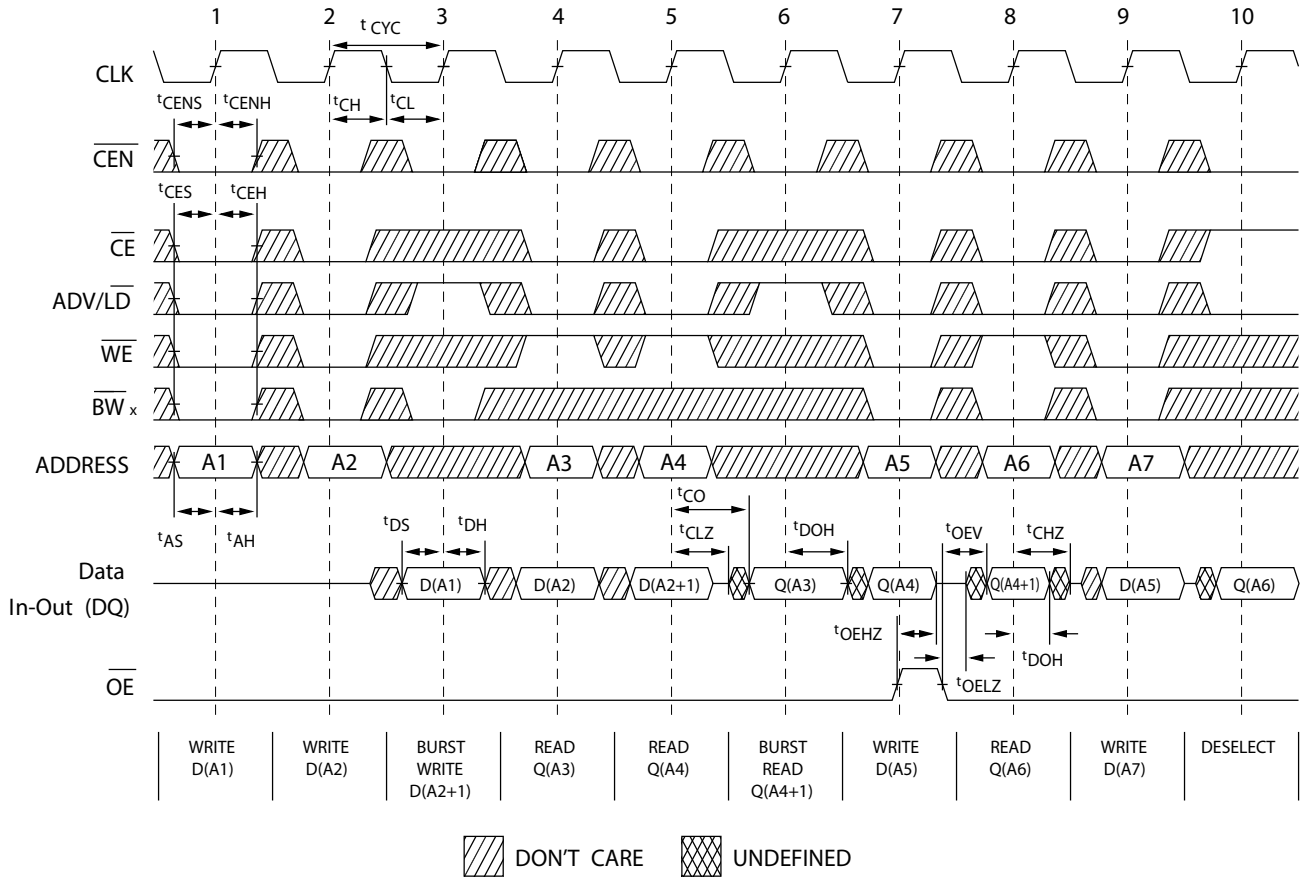 1 2 3 4 5 6 7 8 9 10
t CYC
CLK
tCENS tCENH tCH tCL
CEN
tCES tCEH
CE
ADV/LD
WE
BW x
ADDRESS A1 A2 A3 A4 A5 A6 A7
tCO
tAS tAH tDS tDH tCLZ tDOH tOEV tCHZ
Data
In-Out (DQ)
D(A1) D(A2) D(A2+1) Q(A3) Q(A4) Q(A4+1) D(A5) Q(A6)
tOEHZ tDOH
tOELZ
OE
WRITE
D(A1)
WRITE
D(A2)
BURST
WRITE
D(A2+1)
READ
Q(A3)
READ
Q(A4)
BURST
READ
Q(A4+1)
WRITE
D(A5)
READ
Q(A6)
WRITE
D(A7)
DESELECT
DON'T CARE UNDEFINED